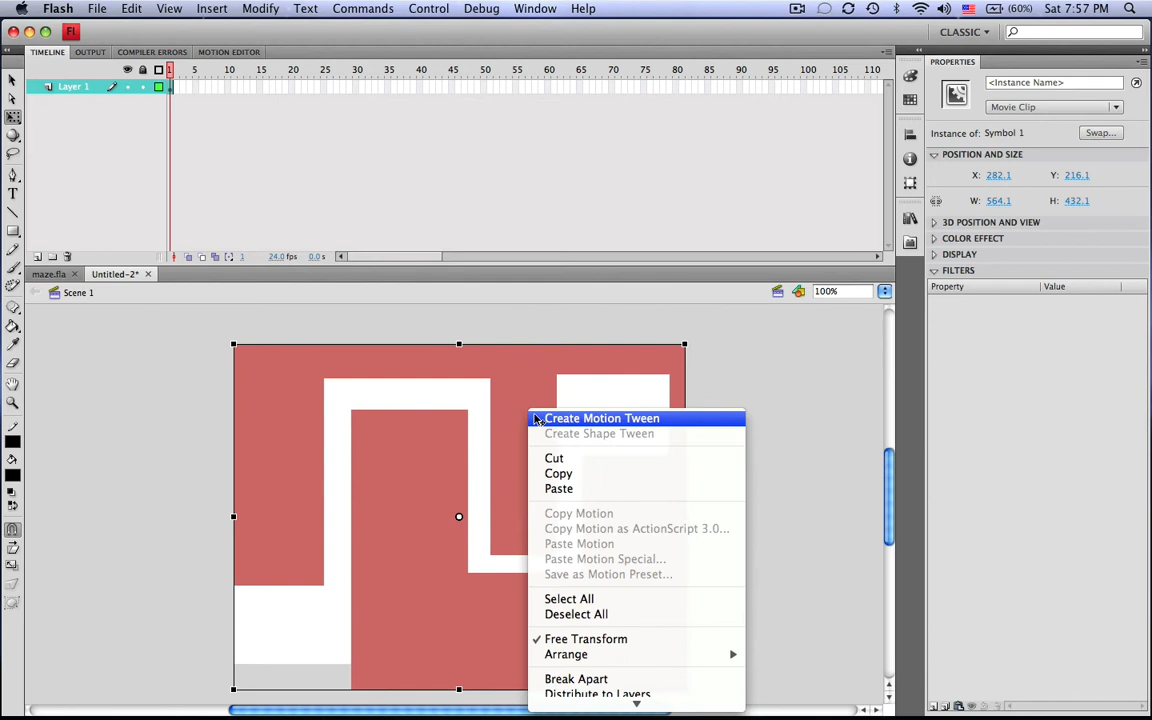 Flash File Edit View Insert Modify Text Commands Control Debug Window Help (60%) Sat 7:57 PM
Fl CLASSIC
TIMELINE OUTPUT COMPILER ERRORS MOTION EDITOR
PROPERTIES
1 5 10 15 20 25 30 35 40 45 50 55 60 65 70 75 80 85 90 95 100 105 110
Layer 1
<Instance Name>
Movie Clip
Instance of: Symbol 1 Swap...
POSITION AND SIZE
X: 282.1 Y: 216.1
W: 564.1 H: 432.1
3D POSITION AND VIEW
COLOR EFFECT
DISPLAY
FILTERS
Property Value
1 24.0 fps 0.0 s
maze.fla Untitled-2*
Scene 1 100%
Create Motion Tween
Create Shape Tween
Cut
Copy
Paste
Copy Motion
Copy Motion as ActionScript 3.0...
Paste Motion
Paste Motion Special...
Save as Motion Preset...
Select All
Deselect All
Free Transform
Arrange
Break Apart
Distribute to Layers